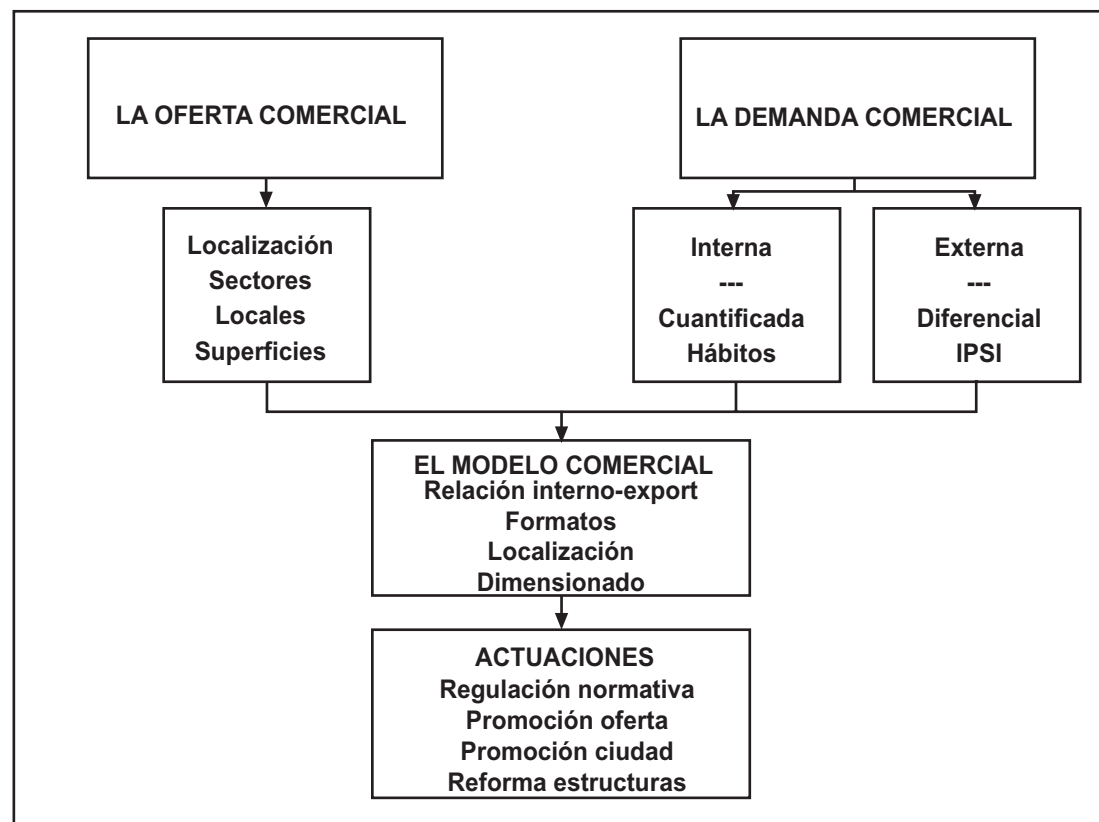 LA OFERTA COMERCIAL
LA DEMANDA COMERCIAL
Localización
Sectores
Locales
Superficies
Interna
---
Cuantificada
Hábitos
Externa
---
Diferencial
IPSI
EL MODELO COMERCIAL
Relación interno-export
Formatos
Localización
Dimensionado
ACTUACIONES
Regulación normativa
Promoción oferta
Promoción ciudad
Reforma estructuras